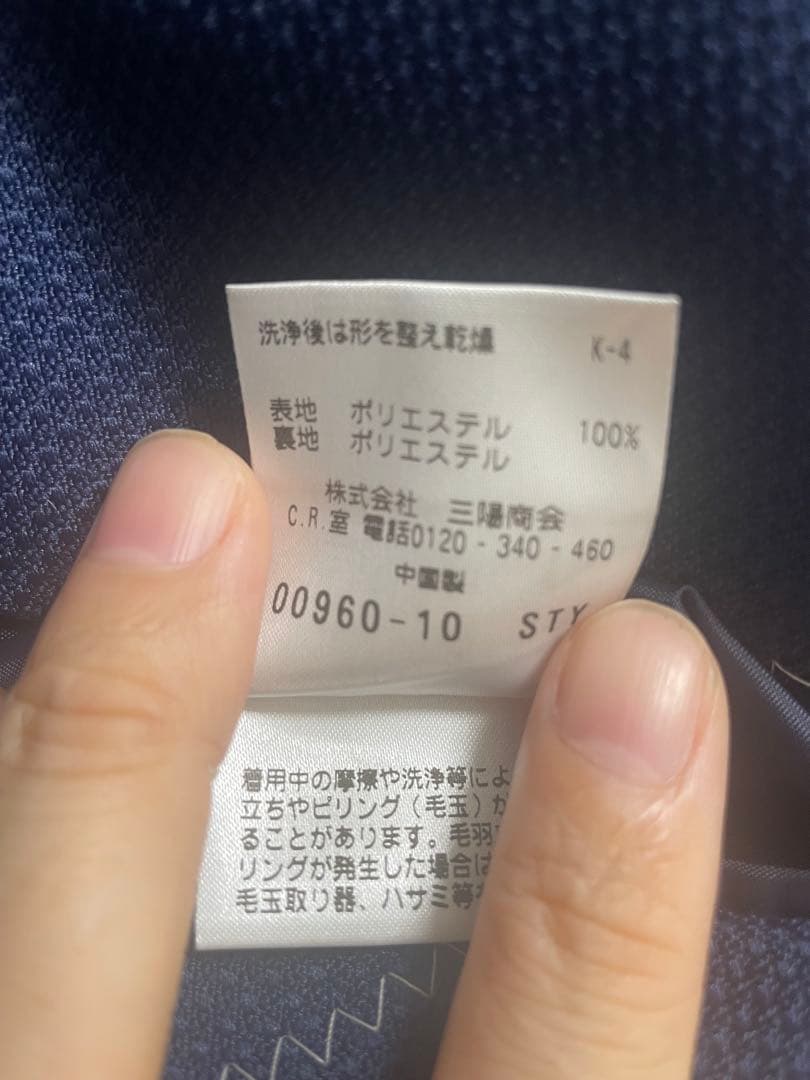 洗浄後は形を整え乾燥 K-4
表地 ポリエステル 100%
裏地 ポリエステル
株式会社 三陽商会
C.R.室 電話0120-340-460
中国製
00960-10 STY
着用中の摩擦や洗浄等によ
立ちやピリング(毛玉)が
ることがあります。毛羽
リングが発生した場合は
毛玉取り器、ハサミ等